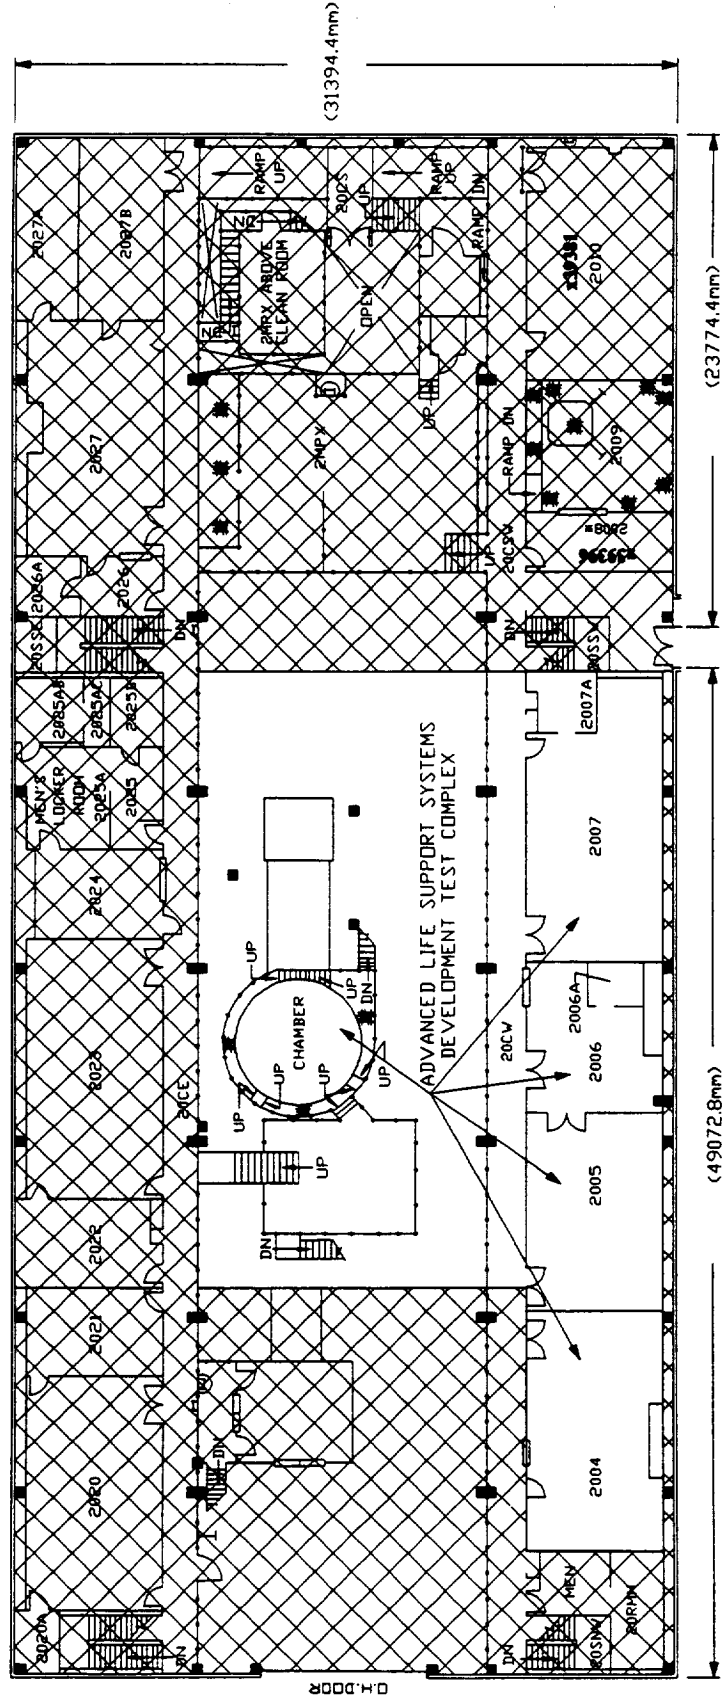 (31394.4mm)
(23774.4mm)
(49072.8mm)
2027A
2027B
2027
2026A
2026
20SSE
DN
2025AB
2025AC
2025B
MEN'S
LOCKER
ROOM
2025A
2025
2024
2023
20CE
2022
2021
2020
2020A
DN
RAMP
UP
20CS
UP
RAMP
UP
RAMP DN
2MPX ABOVE
CLEAN ROOM
OPEN
UP
2MPX
UP
20CSW
RAMP DN
2010
2009
2008
DN
20SSW
ADVANCED LIFE SUPPORT SYSTEMS
DEVELOPMENT TEST COMPLEX
CHAMBER
UP
UP
DN
UP
UP
UP
UP
UP
DN
20CW
2007A
2007
2006A
2006
2005
2004
DN
MEN
20RMN
20SNW
DN
O.H.DOOR